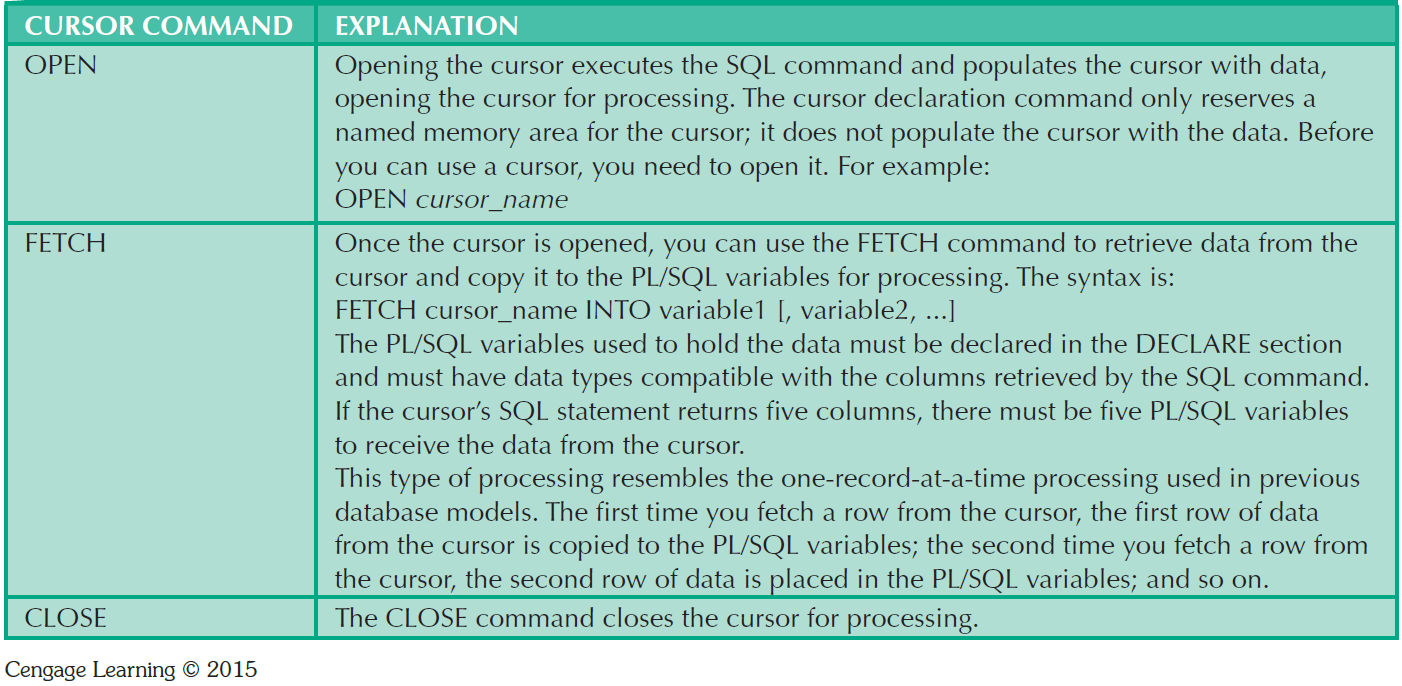 CURSOR COMMAND EXPLANATION
OPEN Opening the cursor executes the SQL command and populates the cursor with data,
opening the cursor for processing. The cursor declaration command only reserves a
named memory area for the cursor; it does not populate the cursor with the data. Before
you can use a cursor, you need to open it. For example:
OPEN cursor_name
FETCH Once the cursor is opened, you can use the FETCH command to retrieve data from the
cursor and copy it to the PL/SQL variables for processing. The syntax is:
FETCH cursor_name INTO variable1 [, variable2, ...]
The PL/SQL variables used to hold the data must be declared in the DECLARE section
and must have data types compatible with the columns retrieved by the SQL command.
If the cursor's SQL statement returns five columns, there must be five PL/SQL variables
to receive the data from the cursor.
This type of processing resembles the one-record-at-a-time processing used in previous
database models. The first time you fetch a row from the cursor, the first row of data
from the cursor is copied to the PL/SQL variables; the second time you fetch a row from
the cursor, the second row of data is placed in the PL/SQL variables; and so on.
CLOSE The CLOSE command closes the cursor for processing.
Cengage Learning © 2015